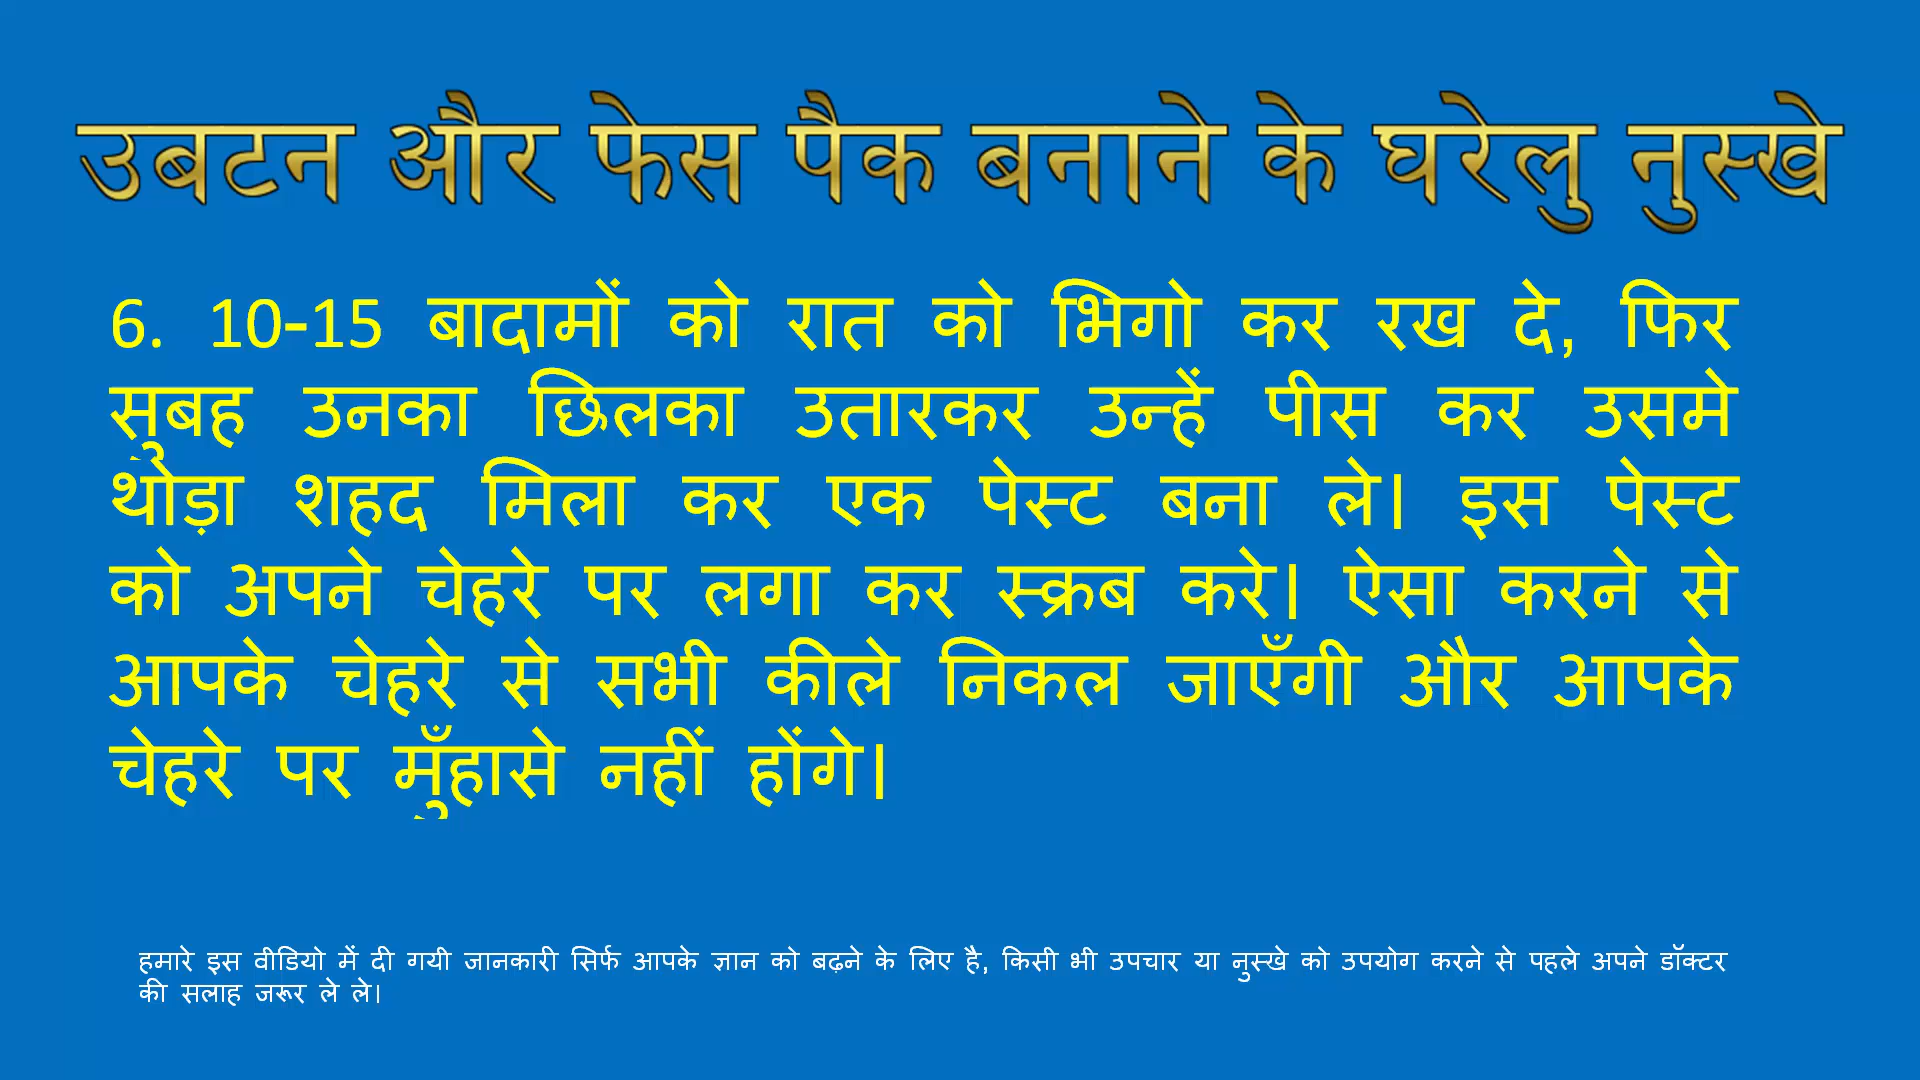 उबटन और फेस पैक बनाने के घरेलु नुस्खे
6. 10-15 बादामों को रात को भिगो कर रख दे, फिर
सुबह उनका छिलका उतारकर उन्हें पीस कर उसमे
थोड़ा शहद मिला कर एक पेस्ट बना ले। इस पेस्ट
को अपने चेहरे पर लगा कर स्क्रब करे। ऐसा करने से
आपके चेहरे से सभी कीले निकल जाएँगी और आपके
चेहरे पर मुँहासे नहीं होंगे।
हमारे इस वीडियो में दी गयी जानकारी सिर्फ आपके ज्ञान को बढ़ने के लिए है, किसी भी उपचार या नुस्खे को उपयोग करने से पहले अपने डॉक्टर
की सलाह जरूर ले ले।